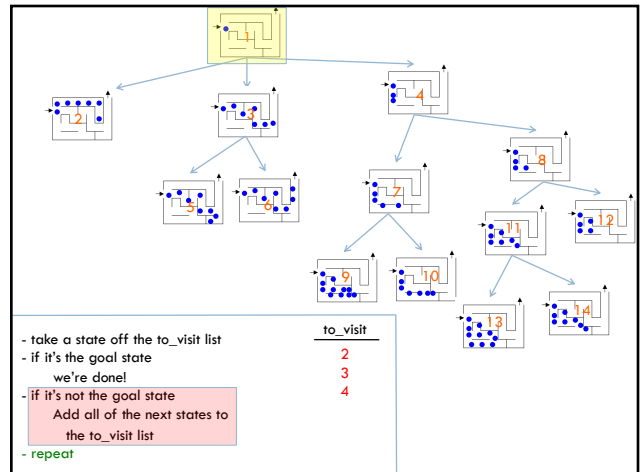 1
2
3
4
5
6
7
8
9
10
11
12
13
14
- take a state off the to_visit list
- if it's the goal state
we're done!
- if it's not the goal state
Add all of the next states to
the to_visit list
- repeat
to_visit
2
3
4